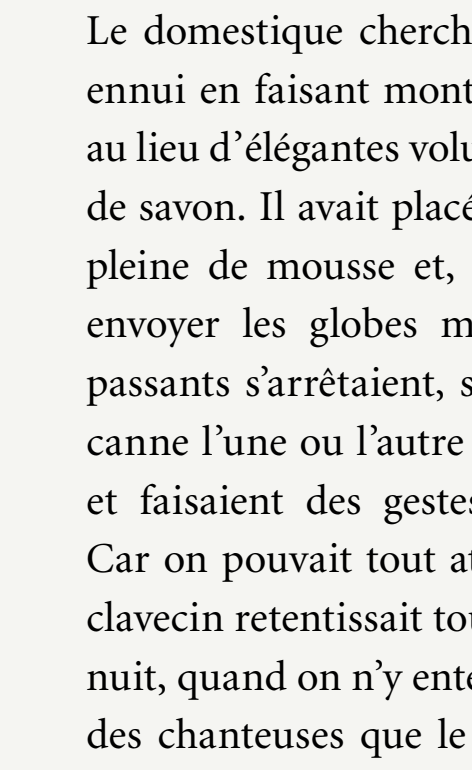 Le domestique cherch
ennui en faisant mont
au lieu d’élégantes volu
de savon. Il avait placé
pleine de mousse et,
envoyer les globes m
passants s’arrêtaient, s
canne l’une ou l’autre
et faisaient des gestes
Car on pouvait tout at
clavecin retentissait tou
nuit, quand on n’y ente
des chanteuses que le